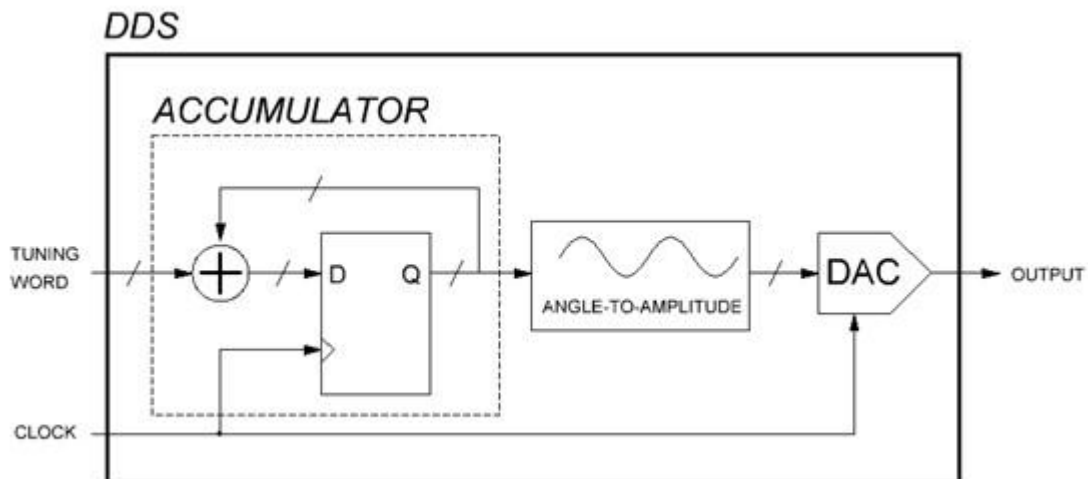 DDS
ACCUMULATOR
TUNING
WORD
D Q
ANGLE-TO-AMPLITUDE
DAC
OUTPUT
CLOCK